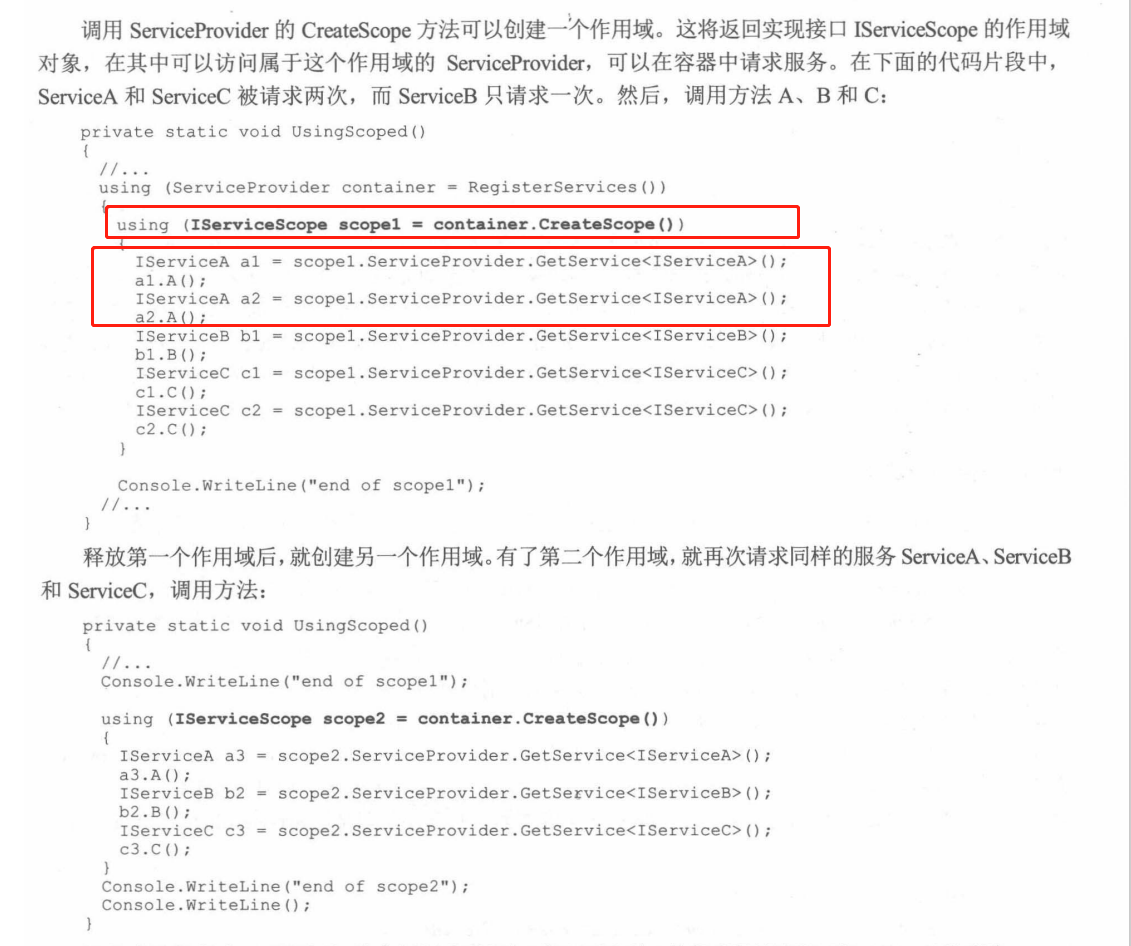 调用 ServiceProvider 的 CreateScope 方法可以创建一个作用域。这将返回实现接口 IServiceScope 的作用域
对象，在其中可以访问属于这个作用域的 ServiceProvider，可以在容器中请求服务。在下面的代码片段中，
ServiceA 和 ServiceC 被请求两次，而 ServiceB 只请求一次。然后，调用方法 A、B 和 C：
private static void UsingScoped()
{
//...
using (ServiceProvider container = RegisterServices())
{
using (IServiceScope scope1 = container.CreateScope())
{
IServiceA a1 = scope1.ServiceProvider.GetService<IServiceA>();
a1.A();
IServiceA a2 = scope1.ServiceProvider.GetService<IServiceA>();
a2.A();
IServiceB b1 = scope1.ServiceProvider.GetService<IServiceB>();
b1.B();
IServiceC c1 = scope1.ServiceProvider.GetService<IServiceC>();
c1.C();
IServiceC c2 = scope1.ServiceProvider.GetService<IServiceC>();
c2.C();
}
Console.WriteLine("end of scope1");
//...
}
释放第一个作用域后，就创建另一个作用域。有了第二个作用域，就再次请求同样的服务 ServiceA、ServiceB
和 ServiceC，调用方法：
private static void UsingScoped()
{
//...
Console.WriteLine("end of scope1");
using (IServiceScope scope2 = container.CreateScope())
{
IServiceA a3 = scope2.ServiceProvider.GetService<IServiceA>();
a3.A();
IServiceB b2 = scope2.ServiceProvider.GetService<IServiceB>();
b2.B();
IServiceC c3 = scope2.ServiceProvider.GetService<IServiceC>();
c3.C();
}
Console.WriteLine("end of scope2");
Console.WriteLine();
}